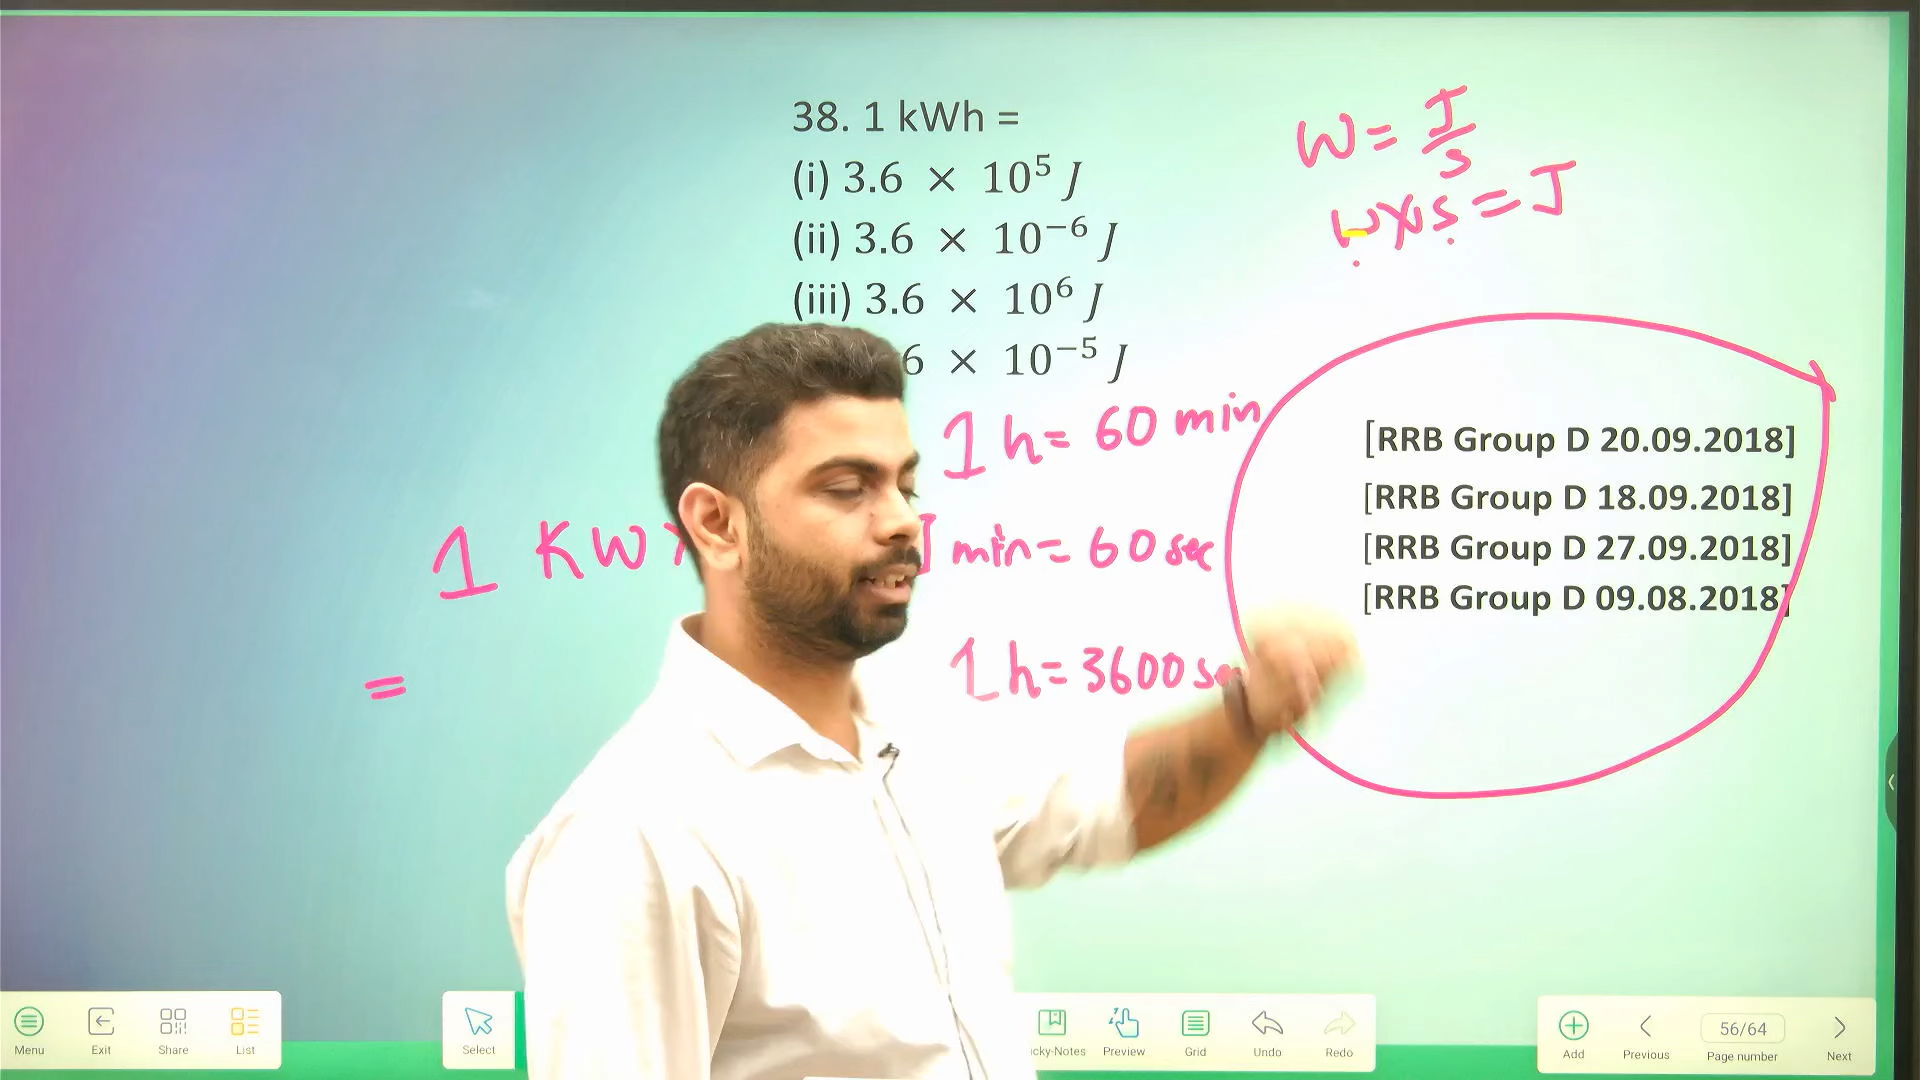 38. 1 kWh =
(i) 3.6 × 10⁵ J
(ii) 3.6 × 10⁻⁶ J
(iii) 3.6 × 10⁶ J
6 × 10⁻⁵ J
W = J/s
W×s = J
1 h = 60 min
1 KW ×
min = 60 sec
=
1 h = 3600 se
[RRB Group D 20.09.2018]
[RRB Group D 18.09.2018]
[RRB Group D 27.09.2018]
[RRB Group D 09.08.2018]
Menu
Exit
Share
List
Select
cky-Notes
Preview
Grid
Undo
Redo
Add
Previous
56/64
Page number
Next